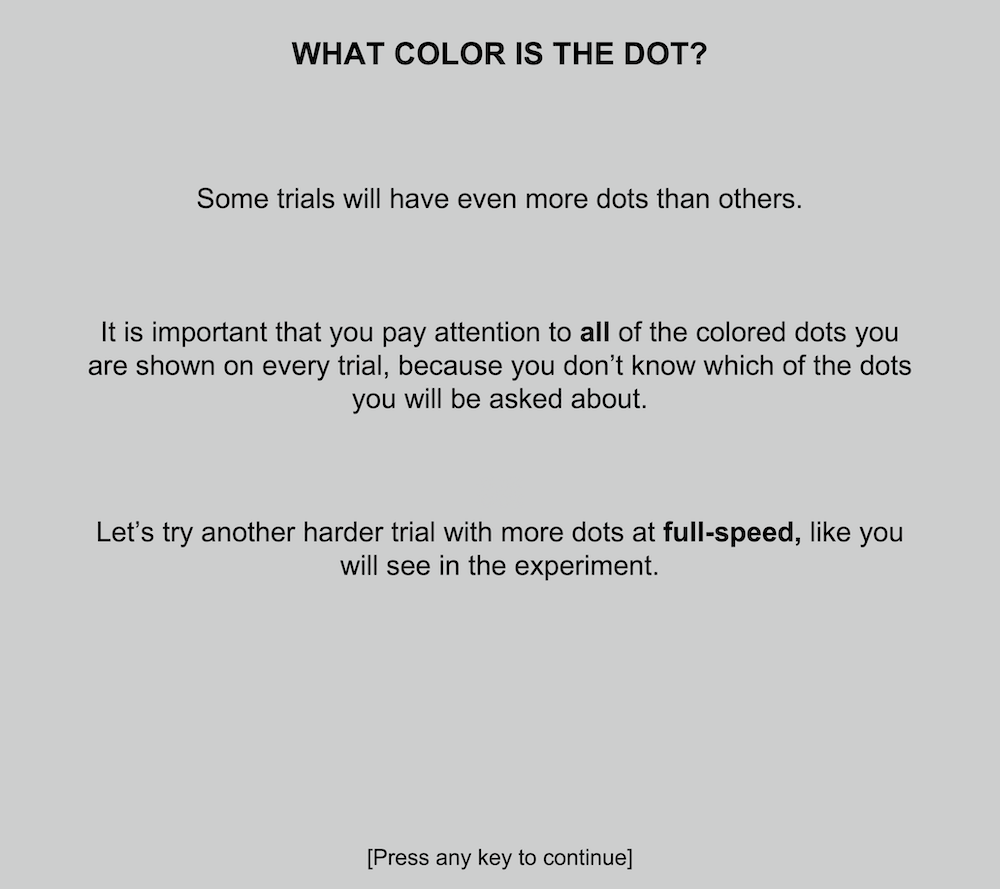 WHAT COLOR IS THE DOT?
Some trials will have even more dots than others.
It is important that you pay attention to all of the colored dots you
are shown on every trial, because you don’t know which of the dots
you will be asked about.
Let’s try another harder trial with more dots at full-speed, like you
will see in the experiment.
[Press any key to continue]